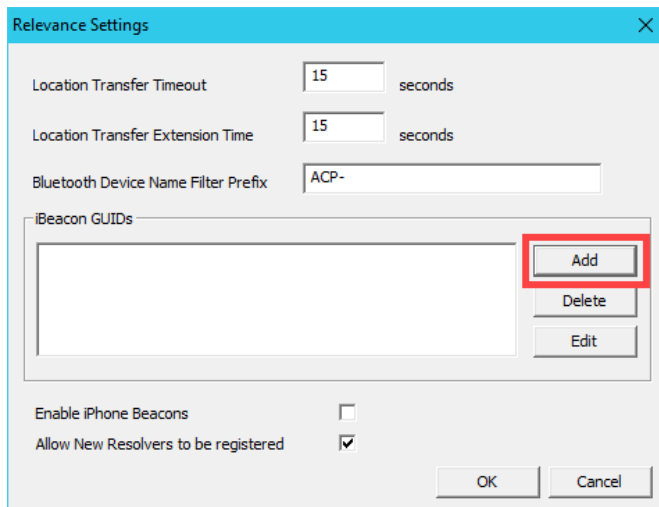 Relevance Settings
Location Transfer Timeout 15 seconds
Location Transfer Extension Time 15 seconds
Bluetooth Device Name Filter Prefix ACP-
iBeacon GUIDs
Add
Delete
Edit
Enable iPhone Beacons
Allow New Resolvers to be registered
OK Cancel